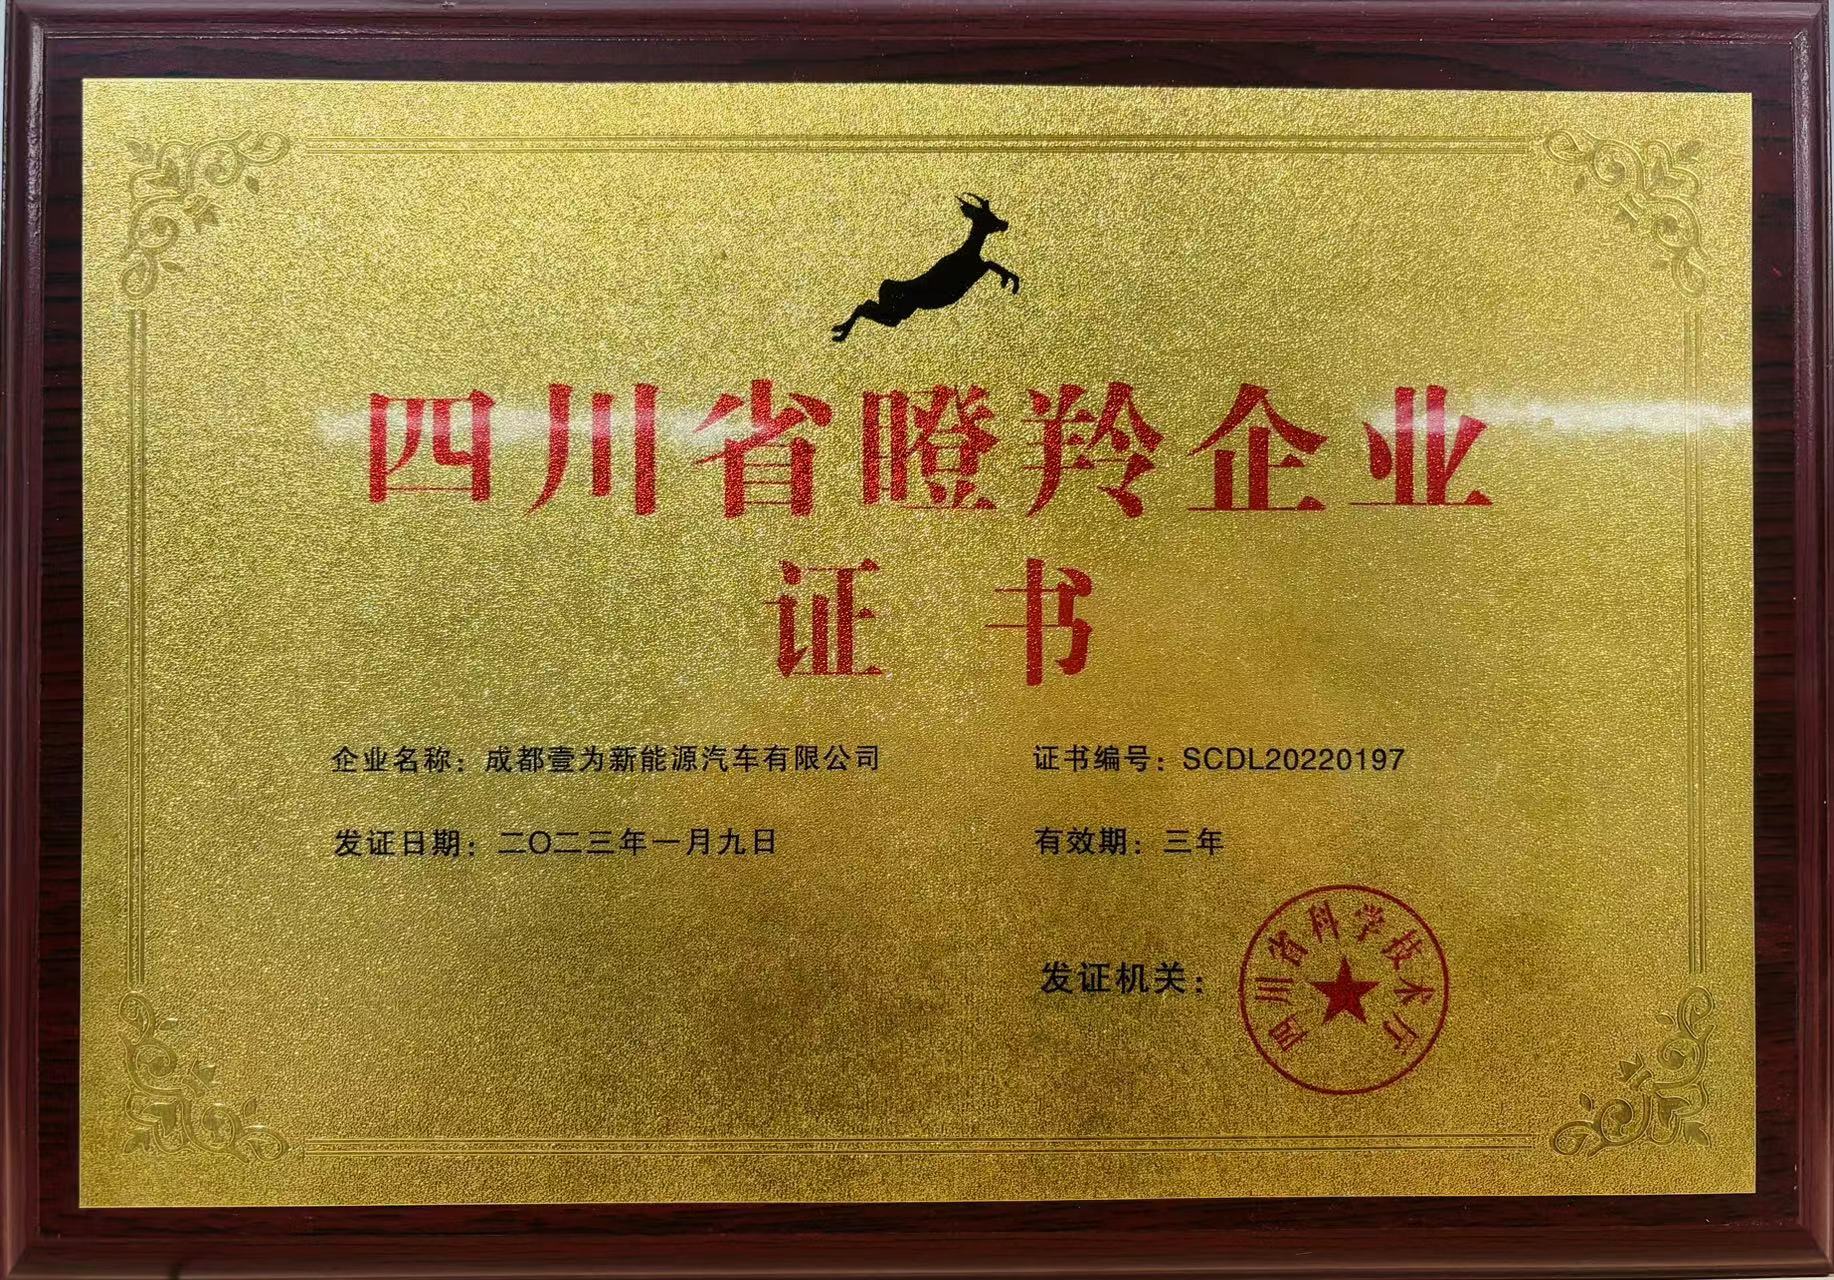 四川省瞪羚企业
证书
企业名称：成都壹为新能源汽车有限公司
证书编号：SCDL20220197
发证日期：二〇二三年一月九日
有效期：三年
发证机关：
四川省科学技术厅